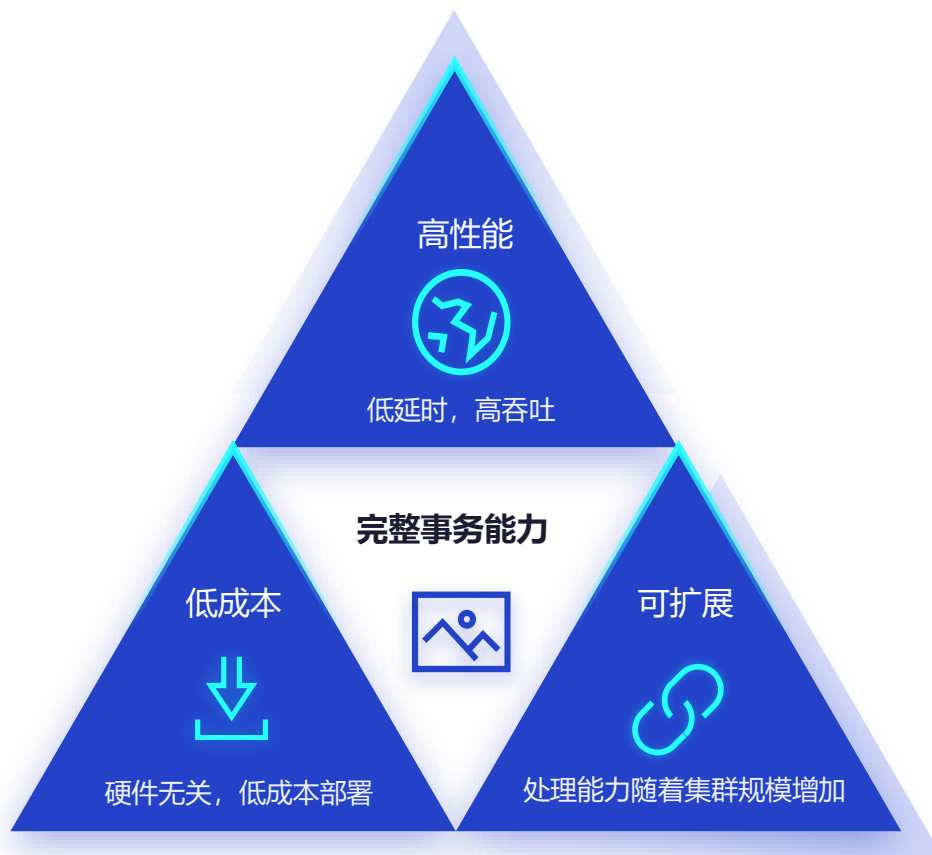 高性能
低延时，高吞吐
完整事务能力
低成本
硬件无关，低成本部署
可扩展
处理能力随着集群规模增加